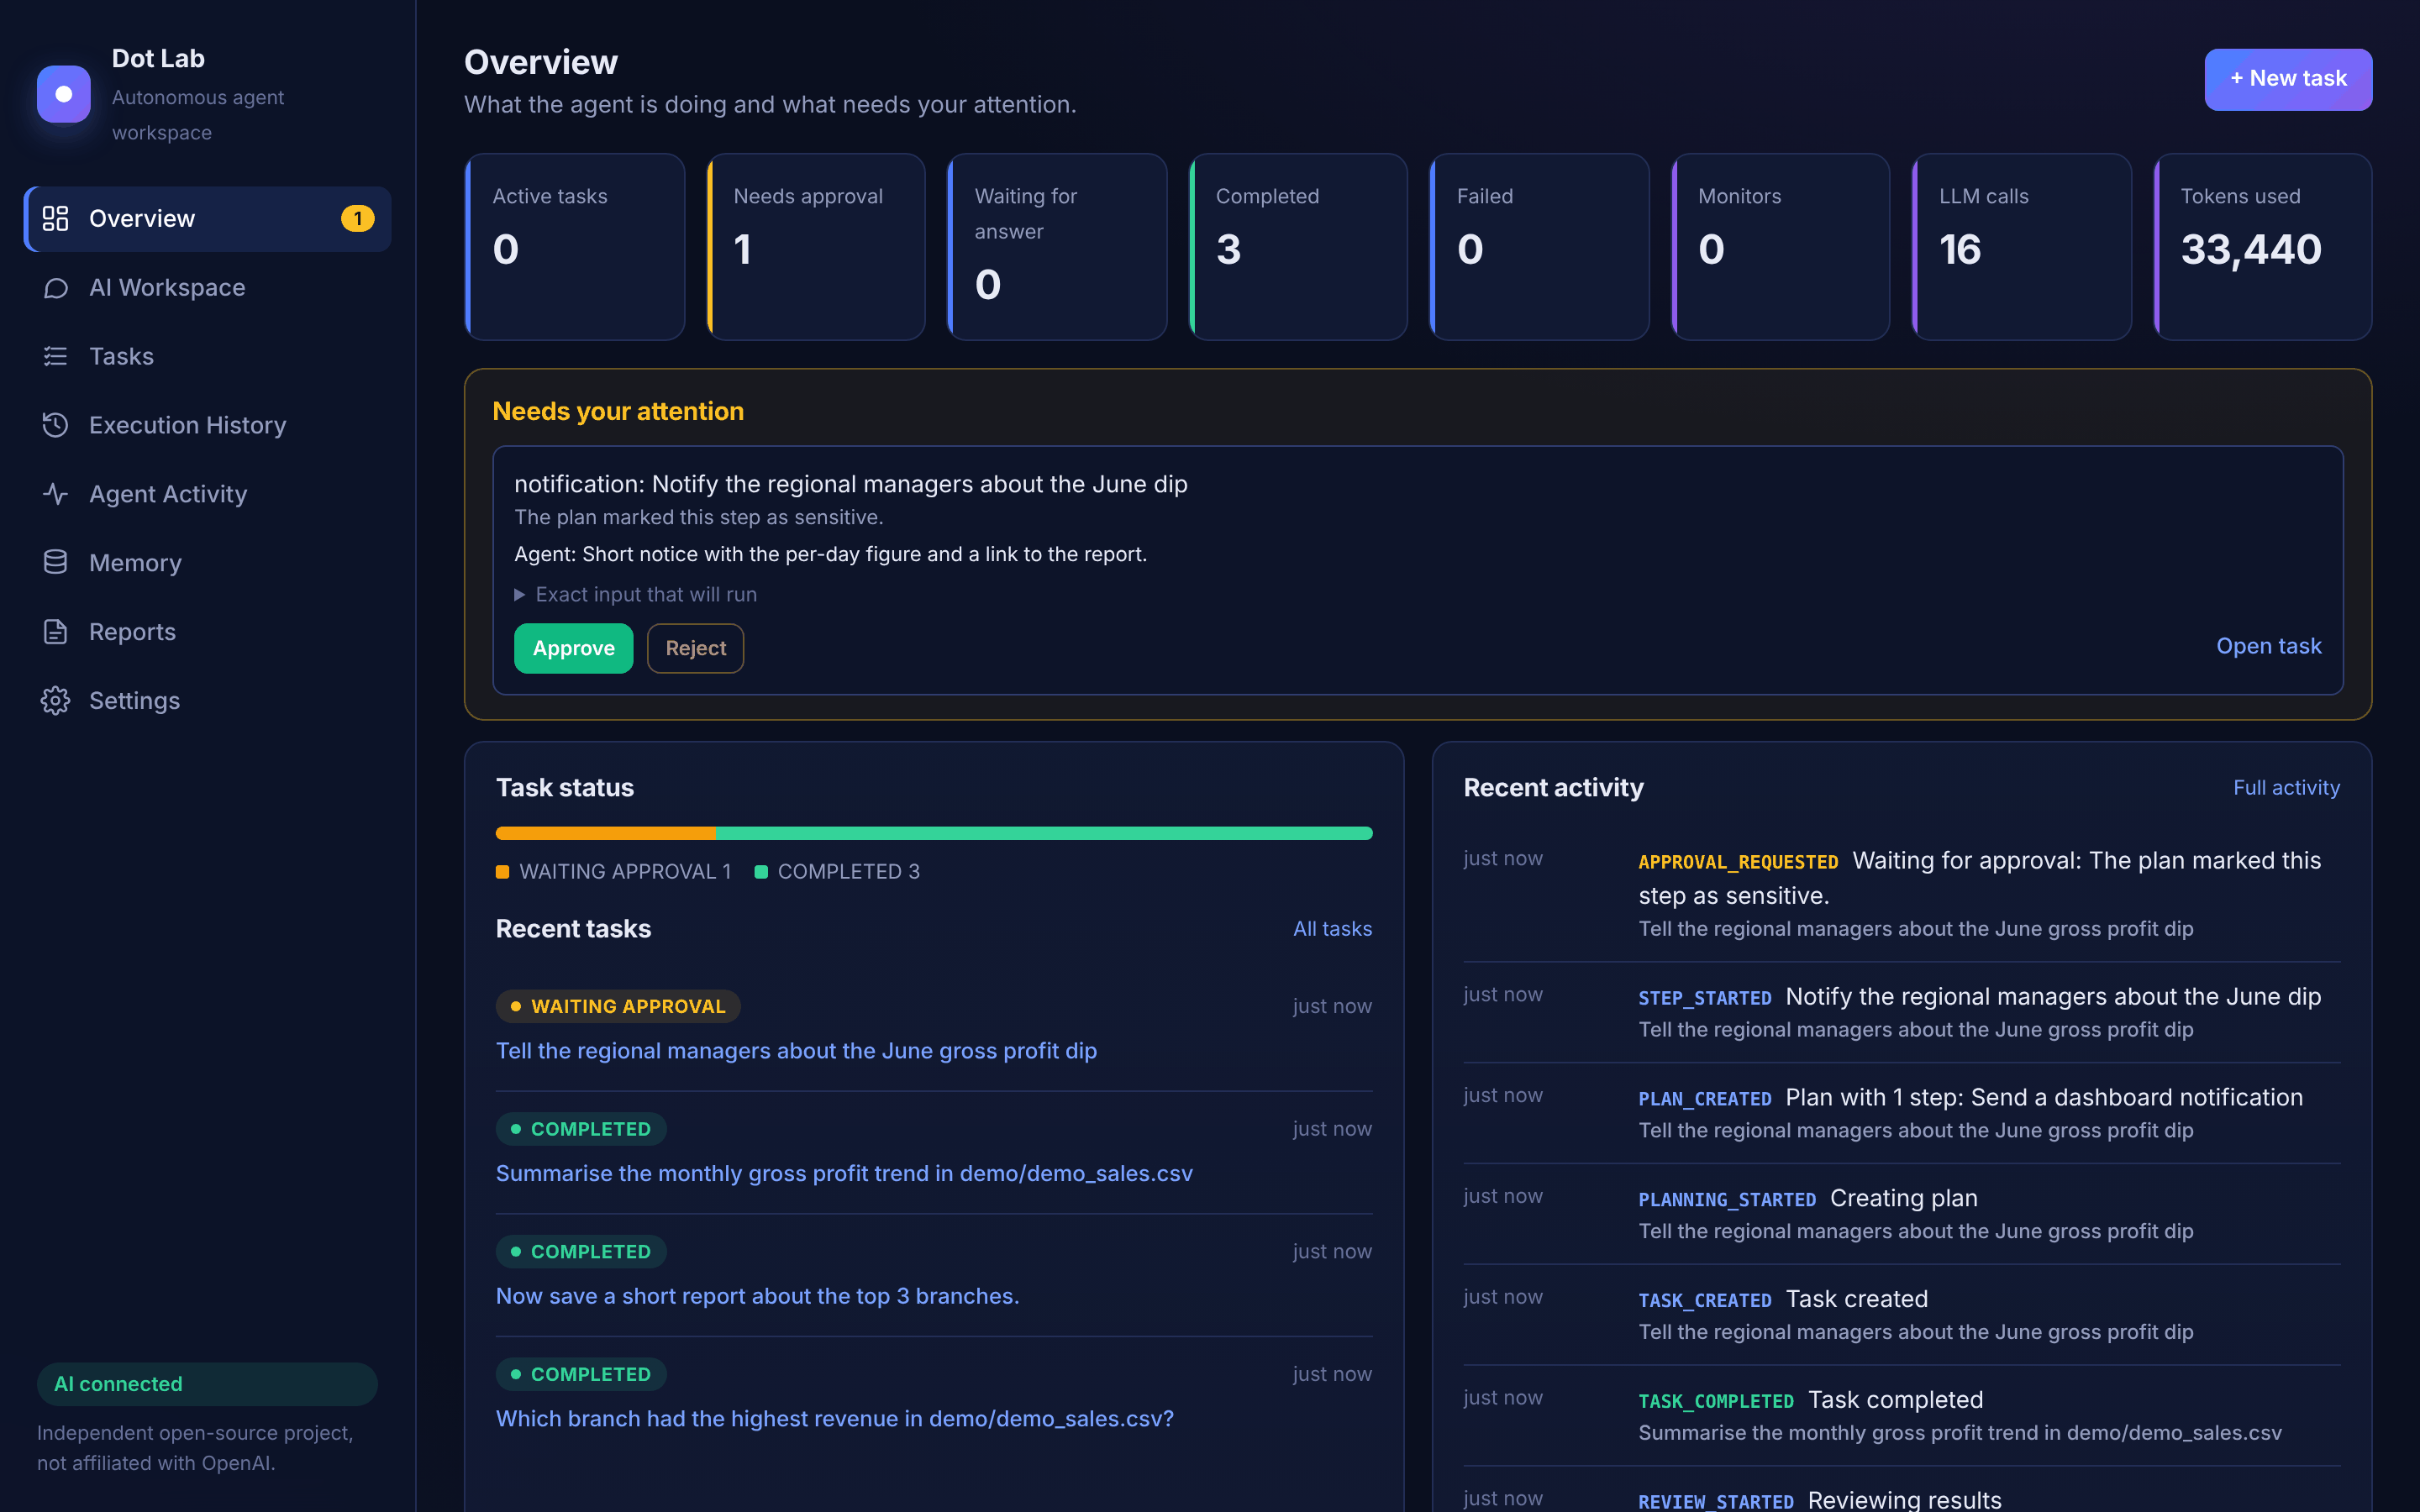 Dot Lab
Autonomous agent
workspace
Overview
1
AI Workspace
Tasks
Execution History
Agent Activity
Memory
Reports
Settings
AI connected
Independent open-source project,
not affiliated with OpenAI.
Overview
What the agent is doing and what needs your attention.
+ New task
Active tasks
0
Needs approval
1
Waiting for
answer
0
Completed
3
Failed
0
Monitors
0
LLM calls
16
Tokens used
33,440
Needs your attention
notification: Notify the regional managers about the June dip
The plan marked this step as sensitive.
Agent: Short notice with the per-day figure and a link to the report.
▶ Exact input that will run
Approve
Reject
Open task
Task status
WAITING APPROVAL 1
COMPLETED 3
Recent tasks
All tasks
WAITING APPROVAL
just now
Tell the regional managers about the June gross profit dip
COMPLETED
just now
Summarise the monthly gross profit trend in demo/demo_sales.csv
COMPLETED
just now
Now save a short report about the top 3 branches.
COMPLETED
just now
Which branch had the highest revenue in demo/demo_sales.csv?
Recent activity
Full activity
just now
APPROVAL_REQUESTED Waiting for approval: The plan marked this
step as sensitive.
Tell the regional managers about the June gross profit dip
just now
STEP_STARTED Notify the regional managers about the June dip
Tell the regional managers about the June gross profit dip
just now
PLAN_CREATED Plan with 1 step: Send a dashboard notification
Tell the regional managers about the June gross profit dip
just now
PLANNING_STARTED Creating plan
Tell the regional managers about the June gross profit dip
just now
TASK_CREATED Task created
Tell the regional managers about the June gross profit dip
just now
TASK_COMPLETED Task completed
Summarise the monthly gross profit trend in demo/demo_sales.csv
just now
REVIEW_STARTED Reviewing results